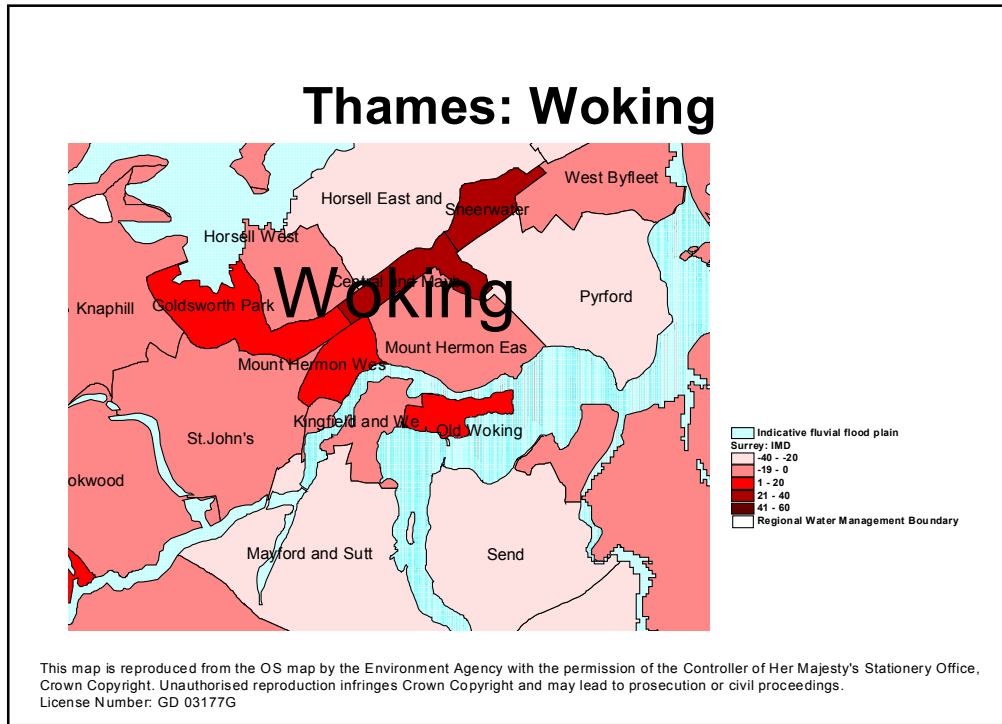 Thames: Woking
West Byfleet
Horsell East and
Sheerwater
Horsell West
Central and Mayb
Woking
Pyrford
Goldsworth Park
Knaphill
Mount Hermon Eas
Mount Hermon Wes
Kingfield and We
Old Woking
St.John's
okwood
Mayford and Sutt
Send
Indicative fluvial flood plain
Surrey: IMD
-40 - -20
-19 - 0
1 - 20
21 - 40
41 - 60
Regional Water Management Boundary
This map is reproduced from the OS map by the Environment Agency with the permission of the Controller of Her Majesty's Stationery Office,
Crown Copyright. Unauthorised reproduction infringes Crown Copyright and may lead to prosecution or civil proceedings.
License Number: GD 03177G